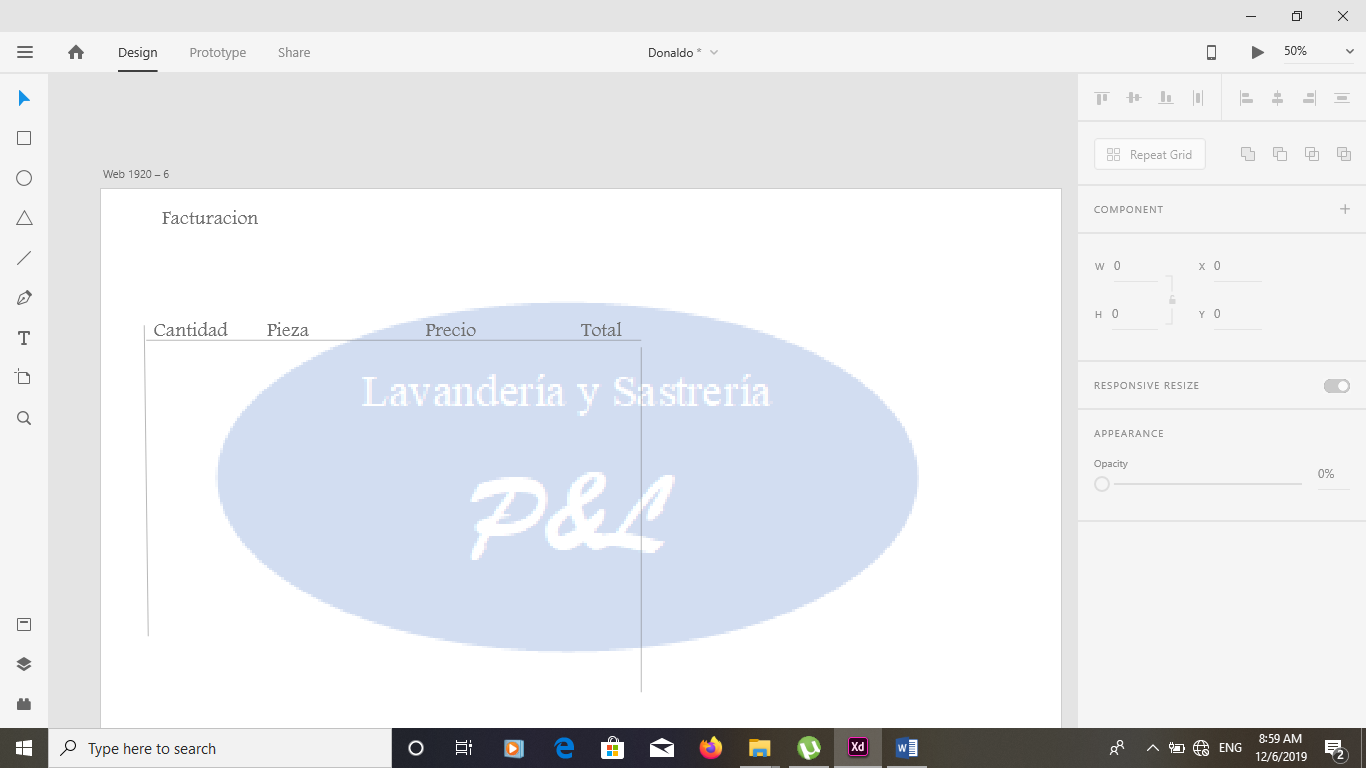 Design Prototype Share Donaldo * 50%
Repeat Grid
Web 1920 – 6
COMPONENT
Facturacion
W 0 X 0
H 0 Y 0
Cantidad Pieza Precio Total
Lavandería y Sastrería
RESPONSIVE RESIZE
APPEARANCE
Opacity
0%
P&L
Type here to search
Xd
W
ENG
8:59 AM
12/6/2019
2